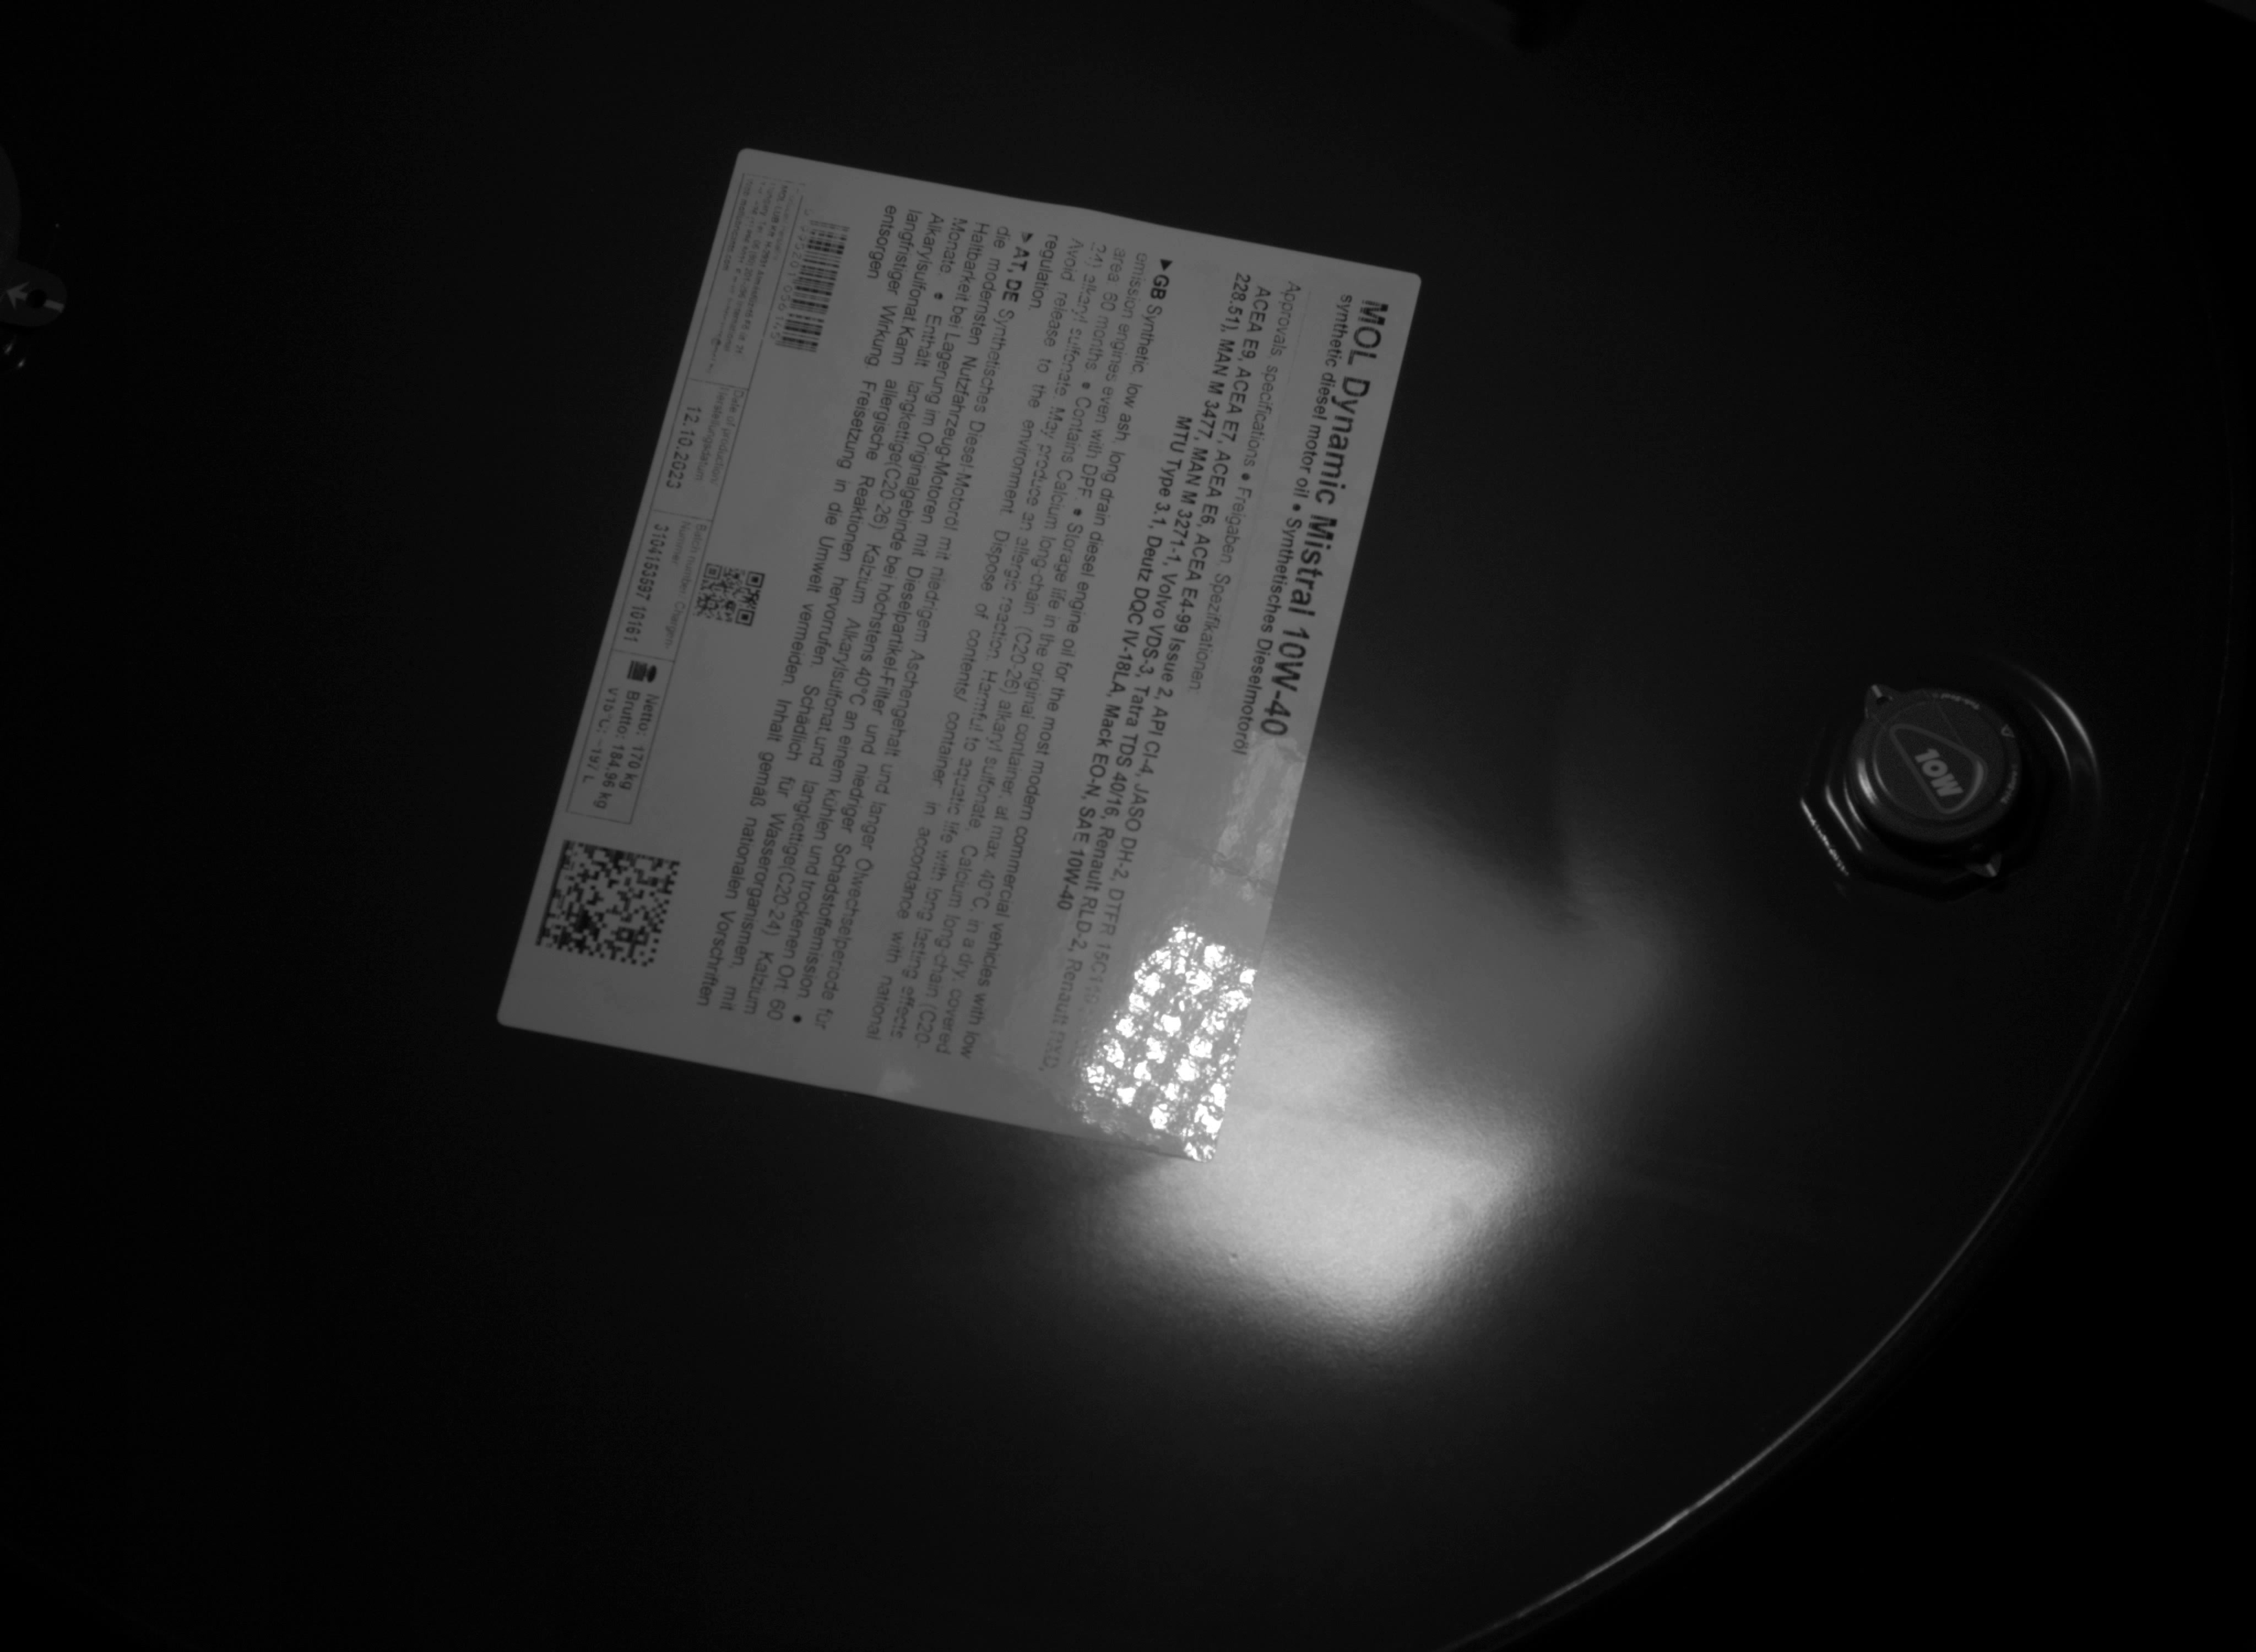 MOL Dynamic Mistral 10W-40
synthetic diesel motor oil • Synthetisches Dieselmotoröl
Approvals, specifications • Freigaben, Spezifikationen:
ACEA E9, ACEA E7, ACEA E6, ACEA E4-99 Issue 2, API CI-4, JASO DH-2, DTFR
228.51), MAN M 3477, MAN M 3271-1, Volvo VDS-3, Tatra TDS 40/16, Renault RLD-2, Renault
MTU Type 3.1, Deutz DQC IV-18LA, Mack EO-N, SAE 10W-40
►GB Synthetic, low ash, long drain diesel engine oil for the most modern commercial vehicles with low
emission engines even with DPF. • Storage life in the original container, at max. 40°C, in a dry, covered
area: 60 months. • Contains Calcium long-chain (C20-26) alkaryl sulfonate, Calcium long-chain (C20-
24) alkaryl sulfonate. May produce an allergic reaction. Harmful to aquatic life with long lasting effects.
Avoid release to the environment. Dispose of contents/ container in accordance with national
regulation.
►AT, DE Synthetisches Diesel-Motoröl mit niedrigem Aschengehalt und langer Ölwechselperiode für
die modernsten Nutzfahrzeug-Motoren mit Dieselpartikel-Filter und niedriger Schadstoffemission •
Haltbarkeit bei Lagerung im Originalgebinde bei höchstens 40°C an einem kühlen und trockenen Ort: 60
Monate. • Enthält langkettige(C20-26) Kalzium Alkarylsulfonat und langkettige(C20-24) Kalzium
Alkarylsulfonat.Kann allergische Reaktionen hervorrufen. Schädlich für Wasserorganismen, mit
langfristiger Wirkung. Freisetzung in die Umwelt vermeiden. Inhalt gemäß nationalen Vorschriften
entsorgen
Date of production:
Herstellungsdatum
12.10.2023
Batch number Chargen-
Nummer
3104153597 10161
Netto: 170 kg
Brutto: 184,96 kg
V15°C: ~197 L
MOL